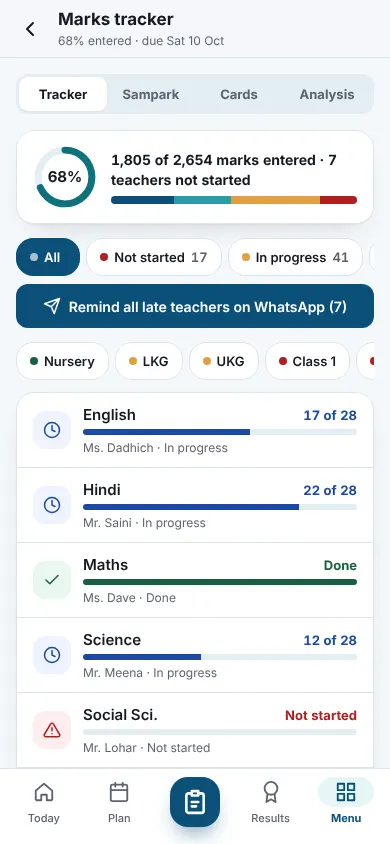 Marks tracker
68% entered · due Sat 10 Oct
Tracker
Sampark
Cards
Analysis
68%
1,805 of 2,654 marks entered · 7
teachers not started
All
Not started 17
In progress 41
Remind all late teachers on WhatsApp (7)
Nursery
LKG
UKG
Class 1
English
17 of 28
Ms. Dadhich · In progress
Hindi
22 of 28
Mr. Saini · In progress
Maths
Done
Ms. Dave · Done
Science
12 of 28
Mr. Meena · In progress
Social Sci.
Not started
Mr. Lohar · Not started
Today
Plan
Results
Menu